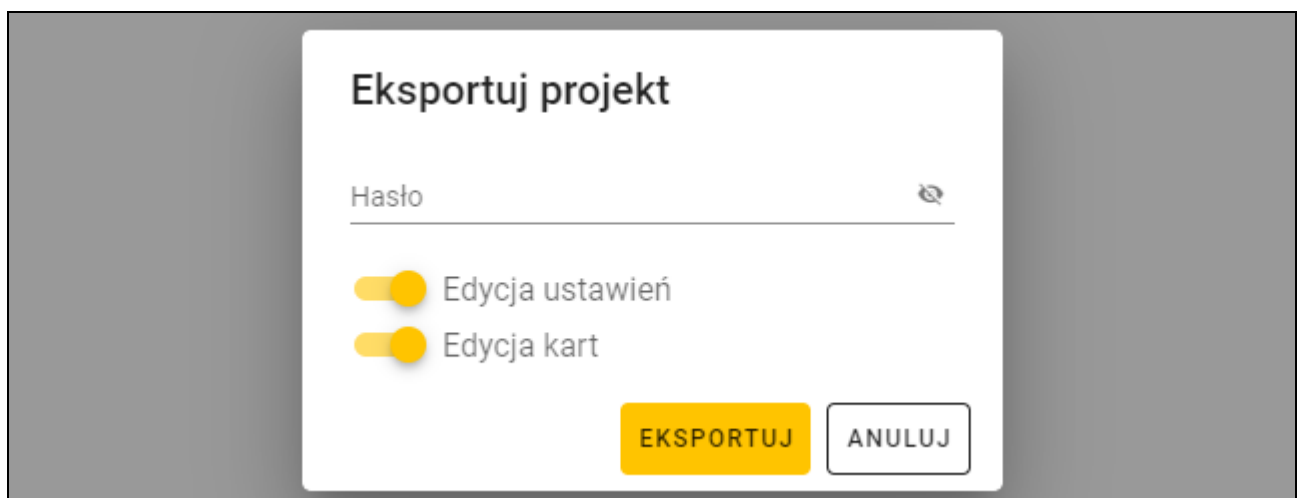 Eksportuj projekt
Hasło
Edycja ustawień
Edycja kart
EKSPORTUJ ANULUJ